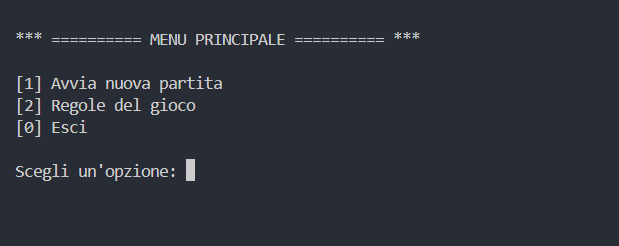 *** ========== MENU PRINCIPALE ========== ***
[1] Avvia nuova partita
[2] Regole del gioco
[0] Esci
Scegli un'opzione: